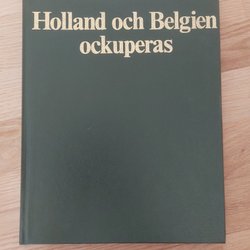 Holland och Belgien
ockuperas